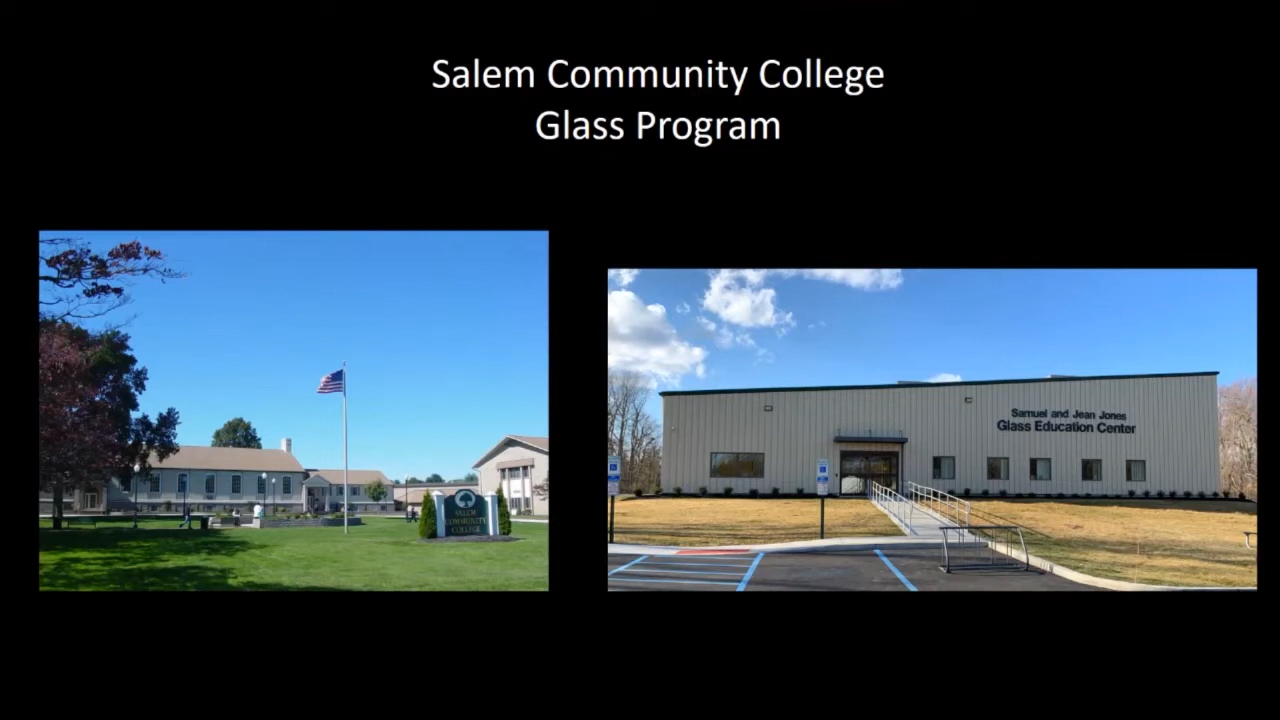 Salem Community College
Glass Program
SALEM
COMMUNITY
COLLEGE
Samuel and Jean Jones
Glass Education Center